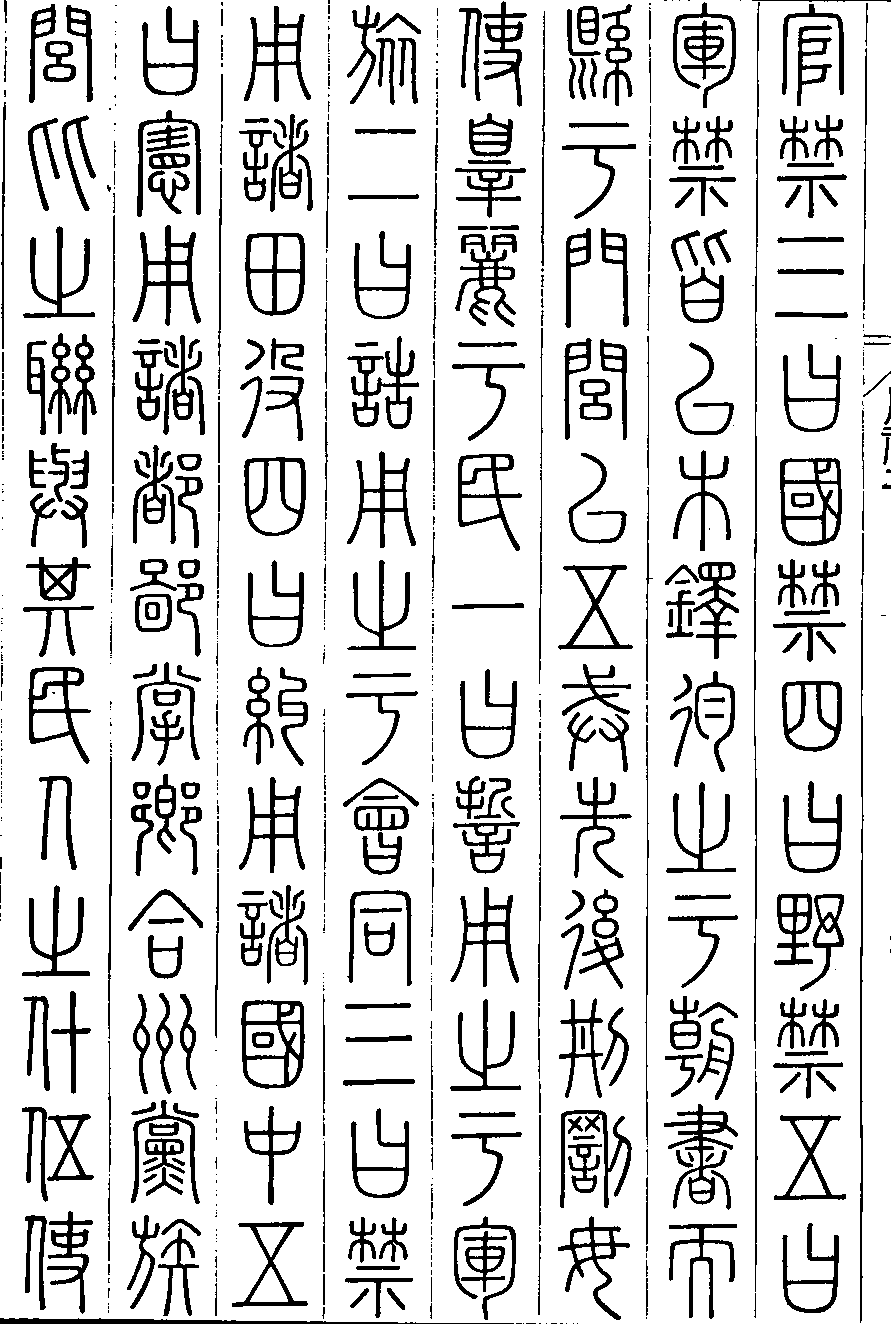 官禁三曰國禁四曰野禁五曰
軍禁皆㠯木鐸徇之于朝書而
縣于門閭㠯五戒先後刑罰毋
使辠麗于民一曰誓用之于軍
旅二曰誥用之于會同三曰禁
用諸田役四曰糾用諸國中五
曰憲用諸都鄙掌鄉合州黨族
閭比之聯與其民人之什伍使